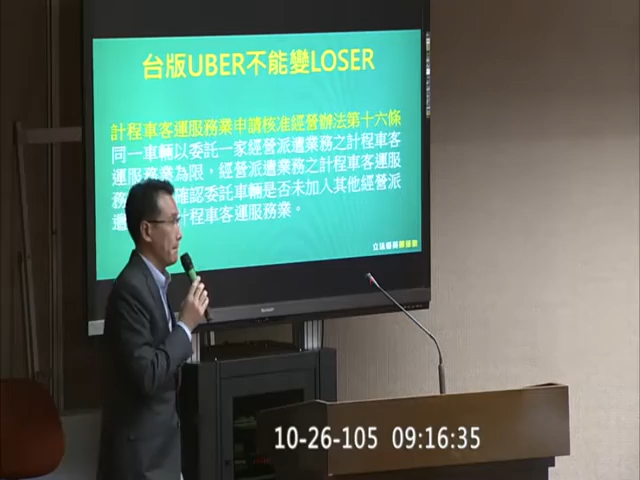 台版UBER不能變LOSER
計程車客運服務業申請核准經營辦法第十六條
同一車輛以委託一家經營派遣業務之計程車客
運服務業為限，經營派遣業務之計程車客運服
務 確認委託車輛是否未加入其他經營派
遣 計程車客運服務業。
立法委員
10-26-105 09:16:35